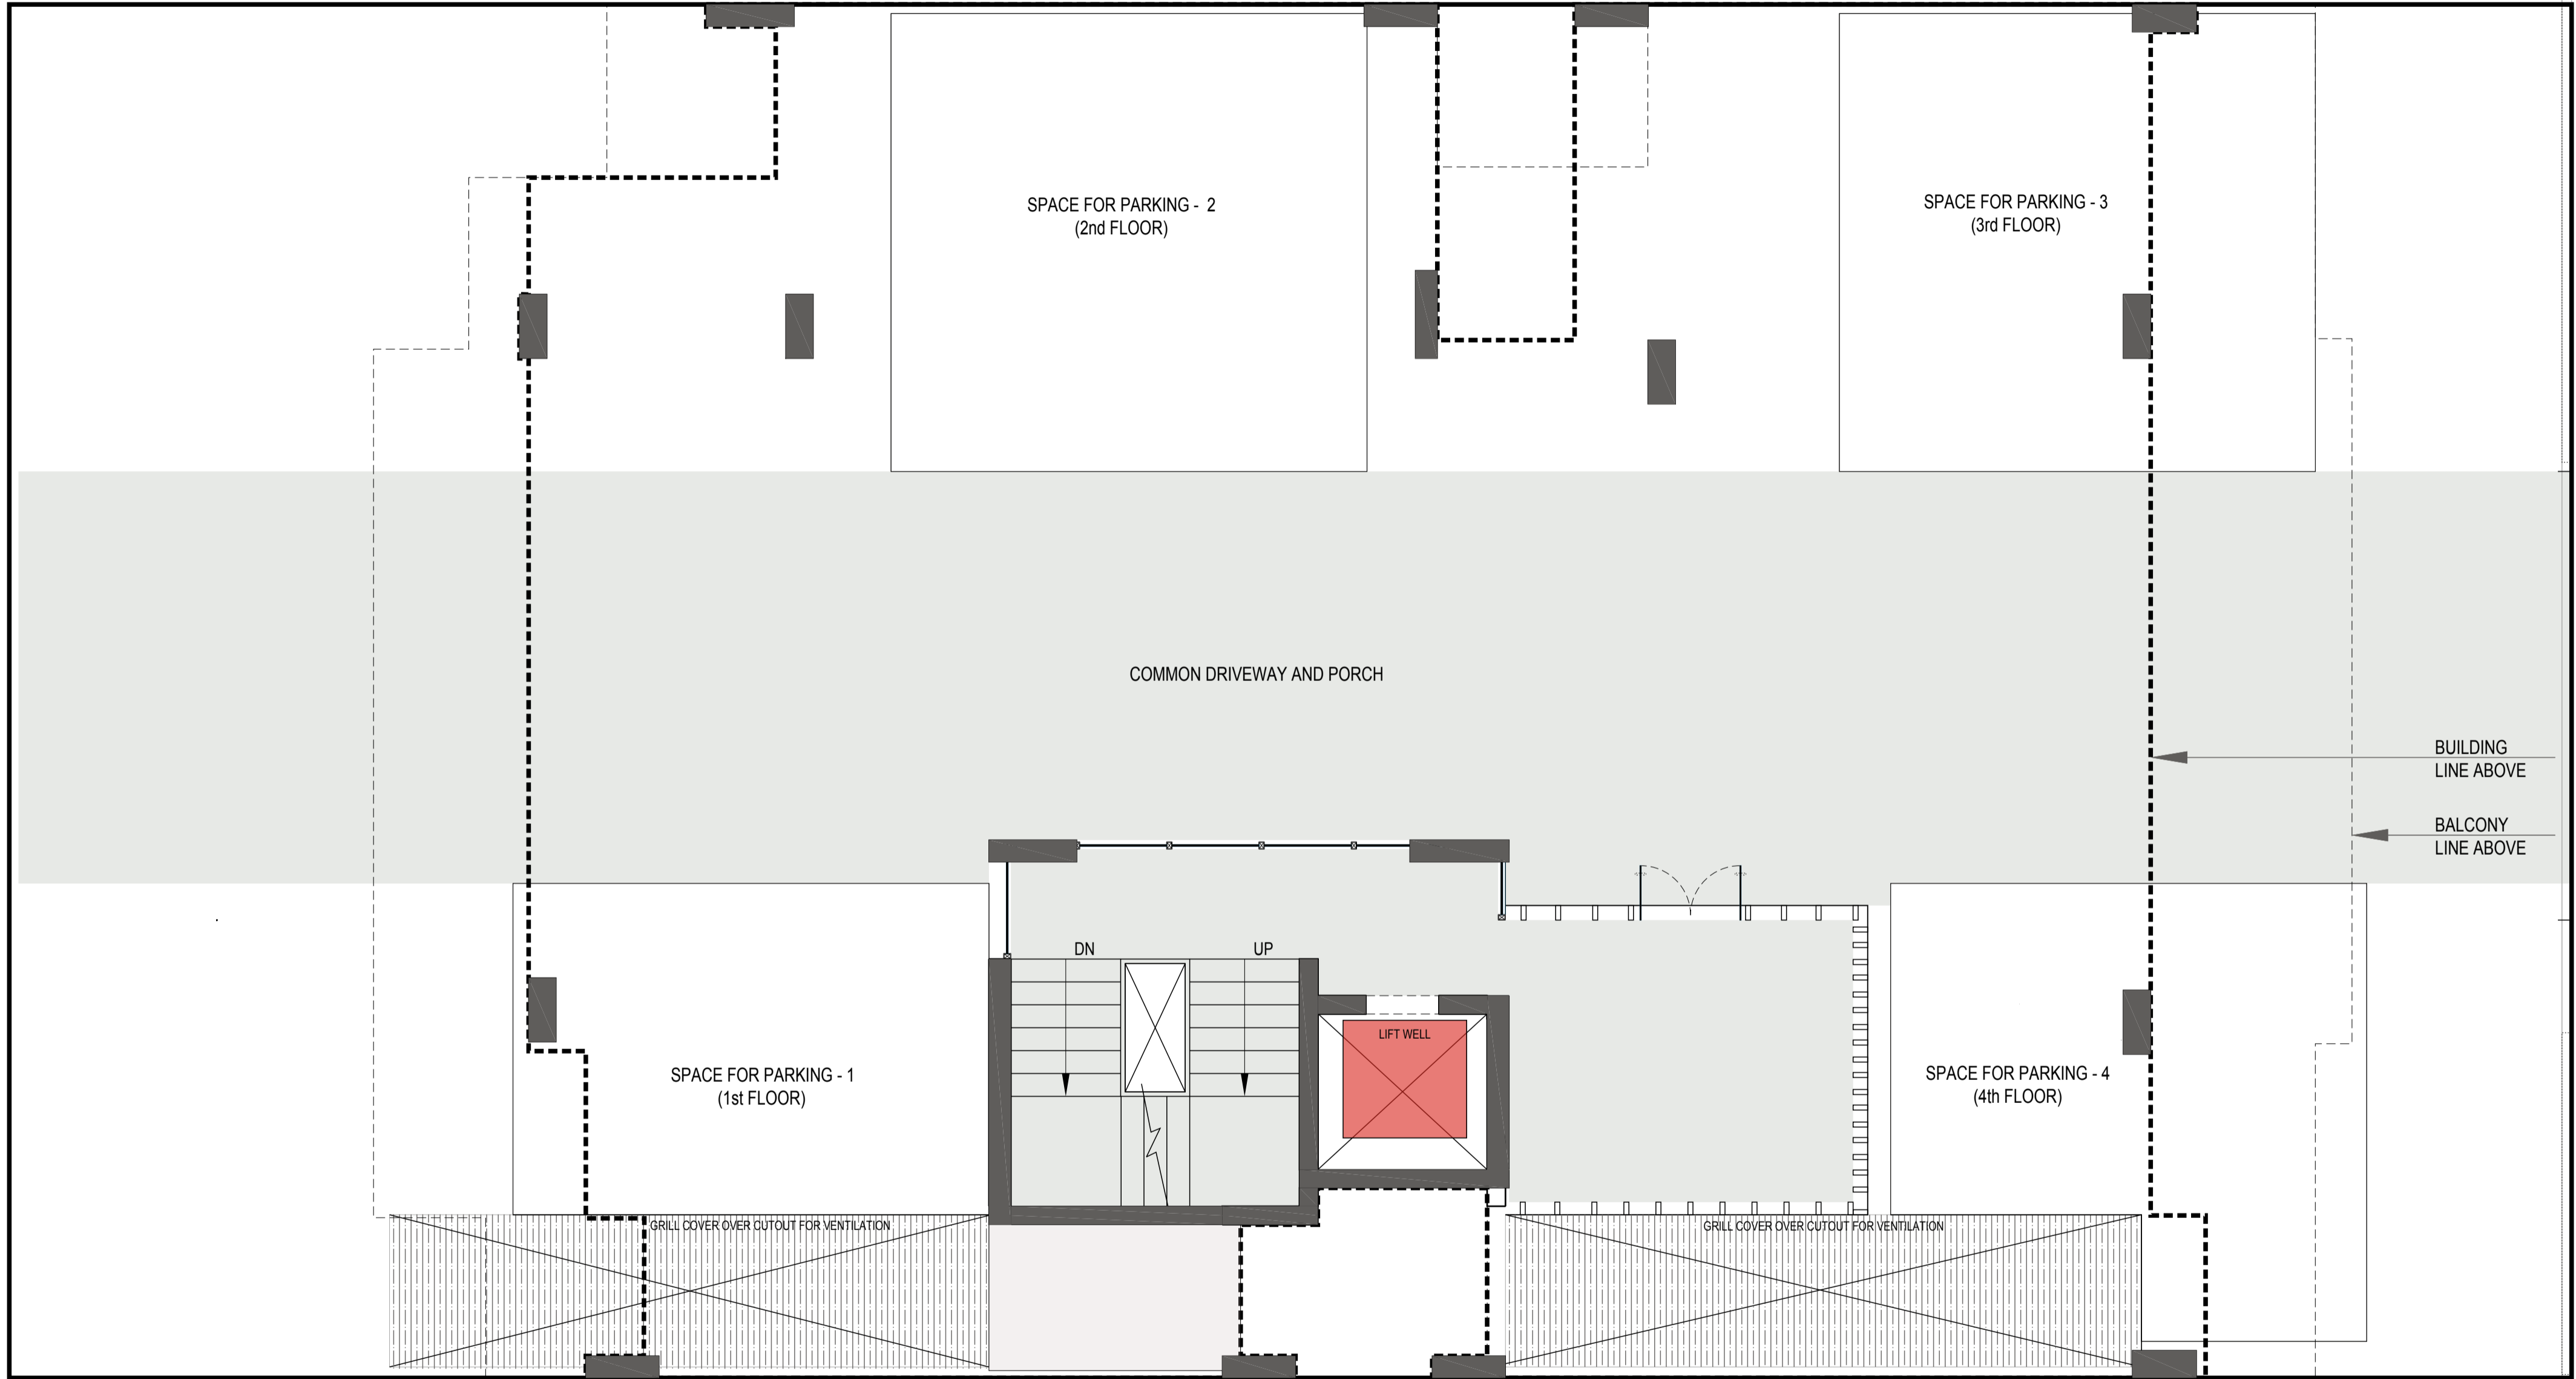 SPACE FOR PARKING - 2
(2nd FLOOR)
SPACE FOR PARKING - 3
(3rd FLOOR)
COMMON DRIVEWAY AND PORCH
BUILDING
LINE ABOVE
BALCONY
LINE ABOVE
DN
UP
LIFT WELL
SPACE FOR PARKING - 1
(1st FLOOR)
SPACE FOR PARKING - 4
(4th FLOOR)
GRILL COVER OVER CUTOUT FOR VENTILATION
GRILL COVER OVER CUTOUT FOR VENTILATION